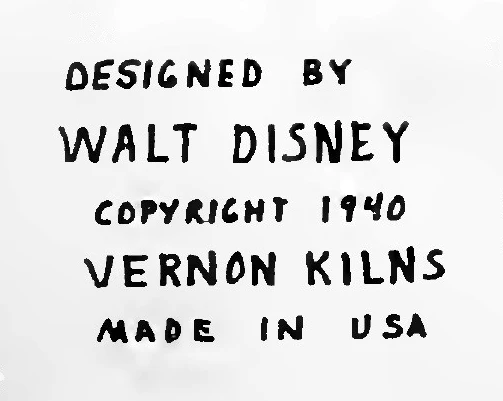 DESIGNED BY
WALT DISNEY
COPYRIGHT 1940
VERNON KILNS
MADE IN USA